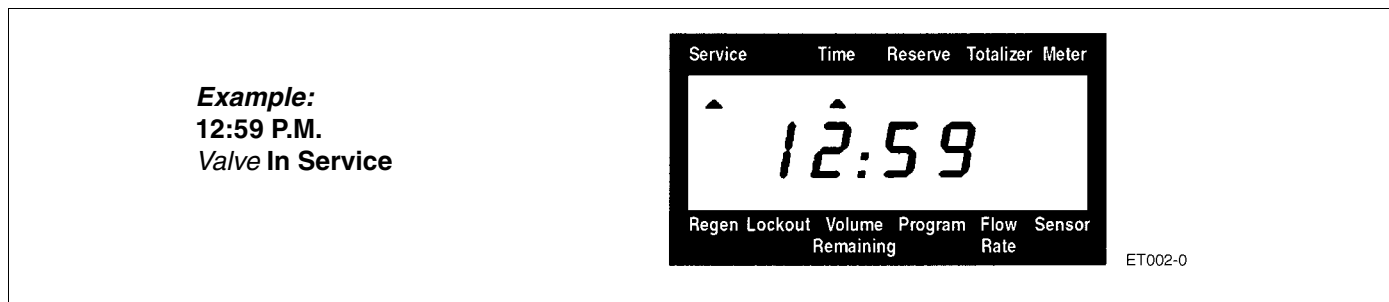 Example:
12:59 P.M.
Valve In Service
Service Time Reserve Totalizer Meter
12:59
Regen Lockout Volume Program Flow Sensor
Remaining Rate
ET002-0